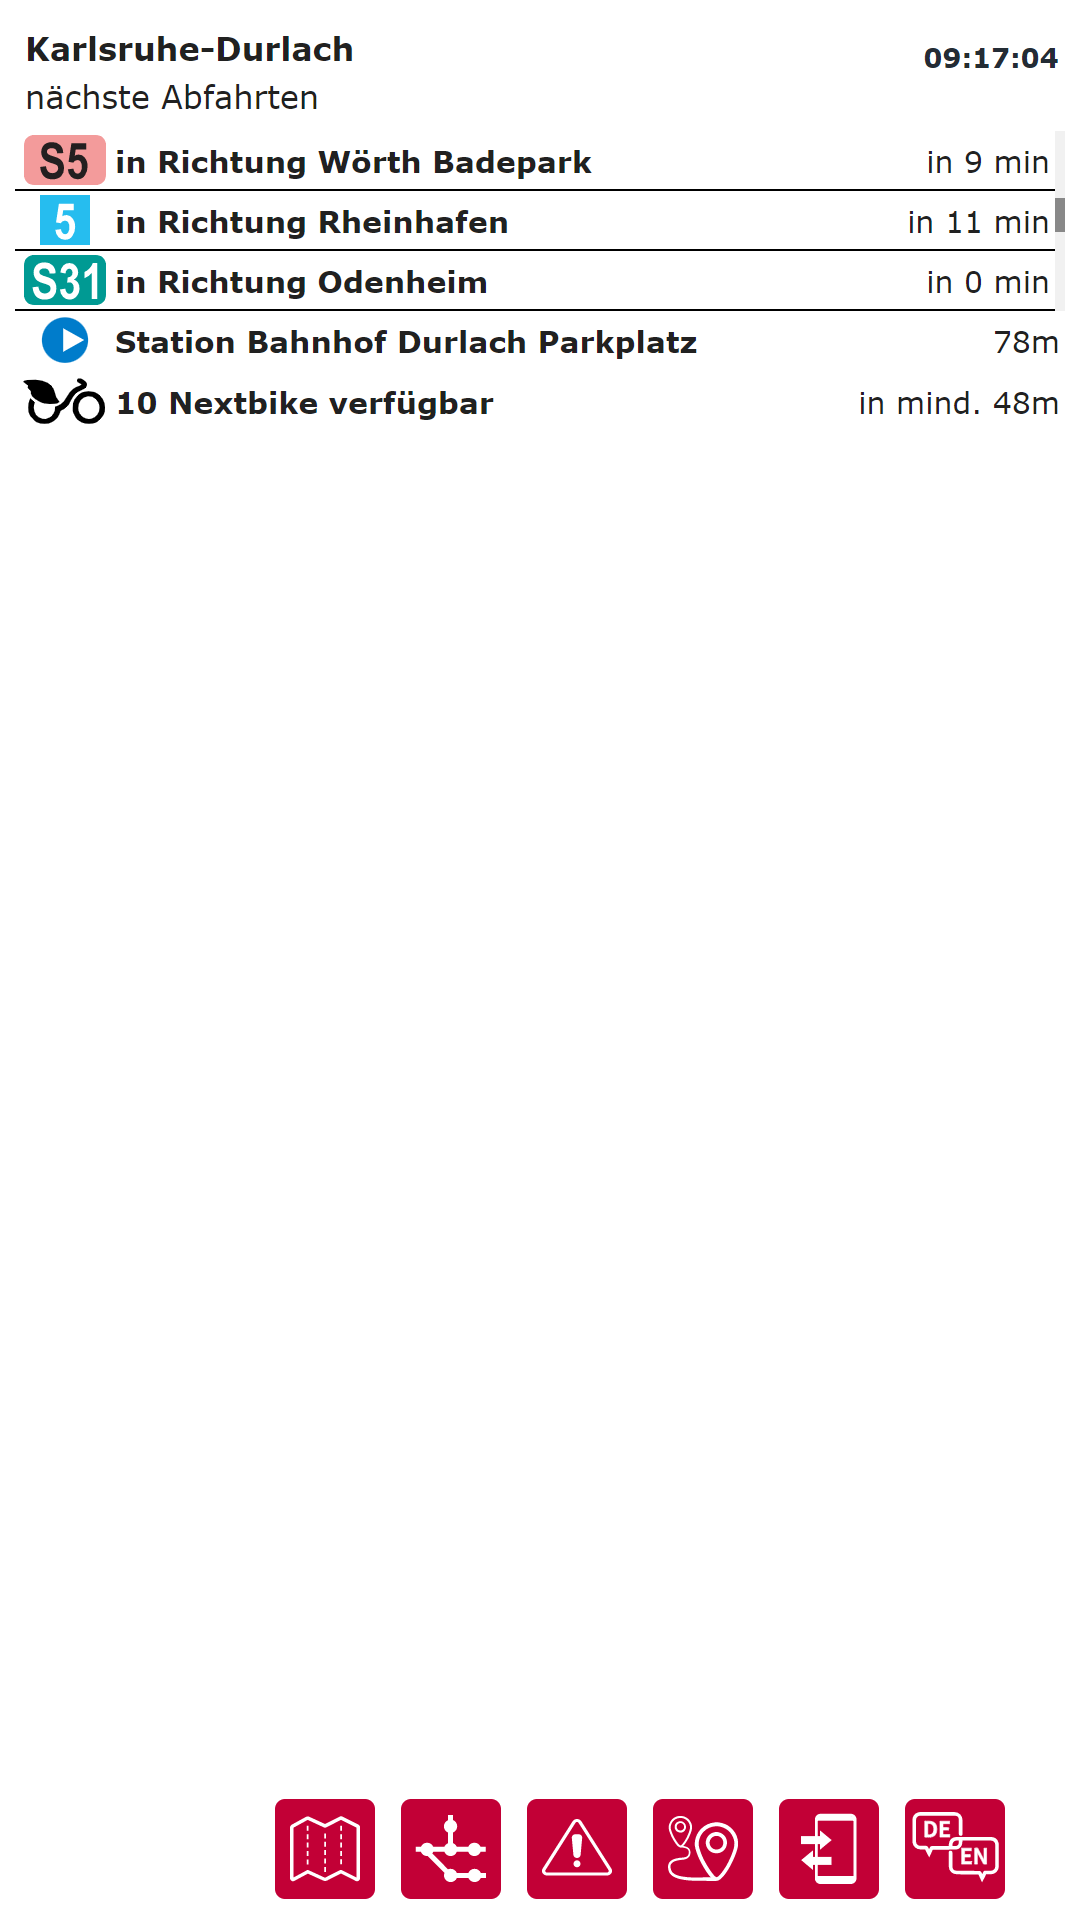 Karlsruhe-Durlach
09:17:04
nächste Abfahrten
S5 in Richtung Wörth Badepark in 9 min
5 in Richtung Rheinhafen in 11 min
S31 in Richtung Odenheim in 0 min
Station Bahnhof Durlach Parkplatz 78m
10 Nextbike verfügbar in mind. 48m
DE
EN